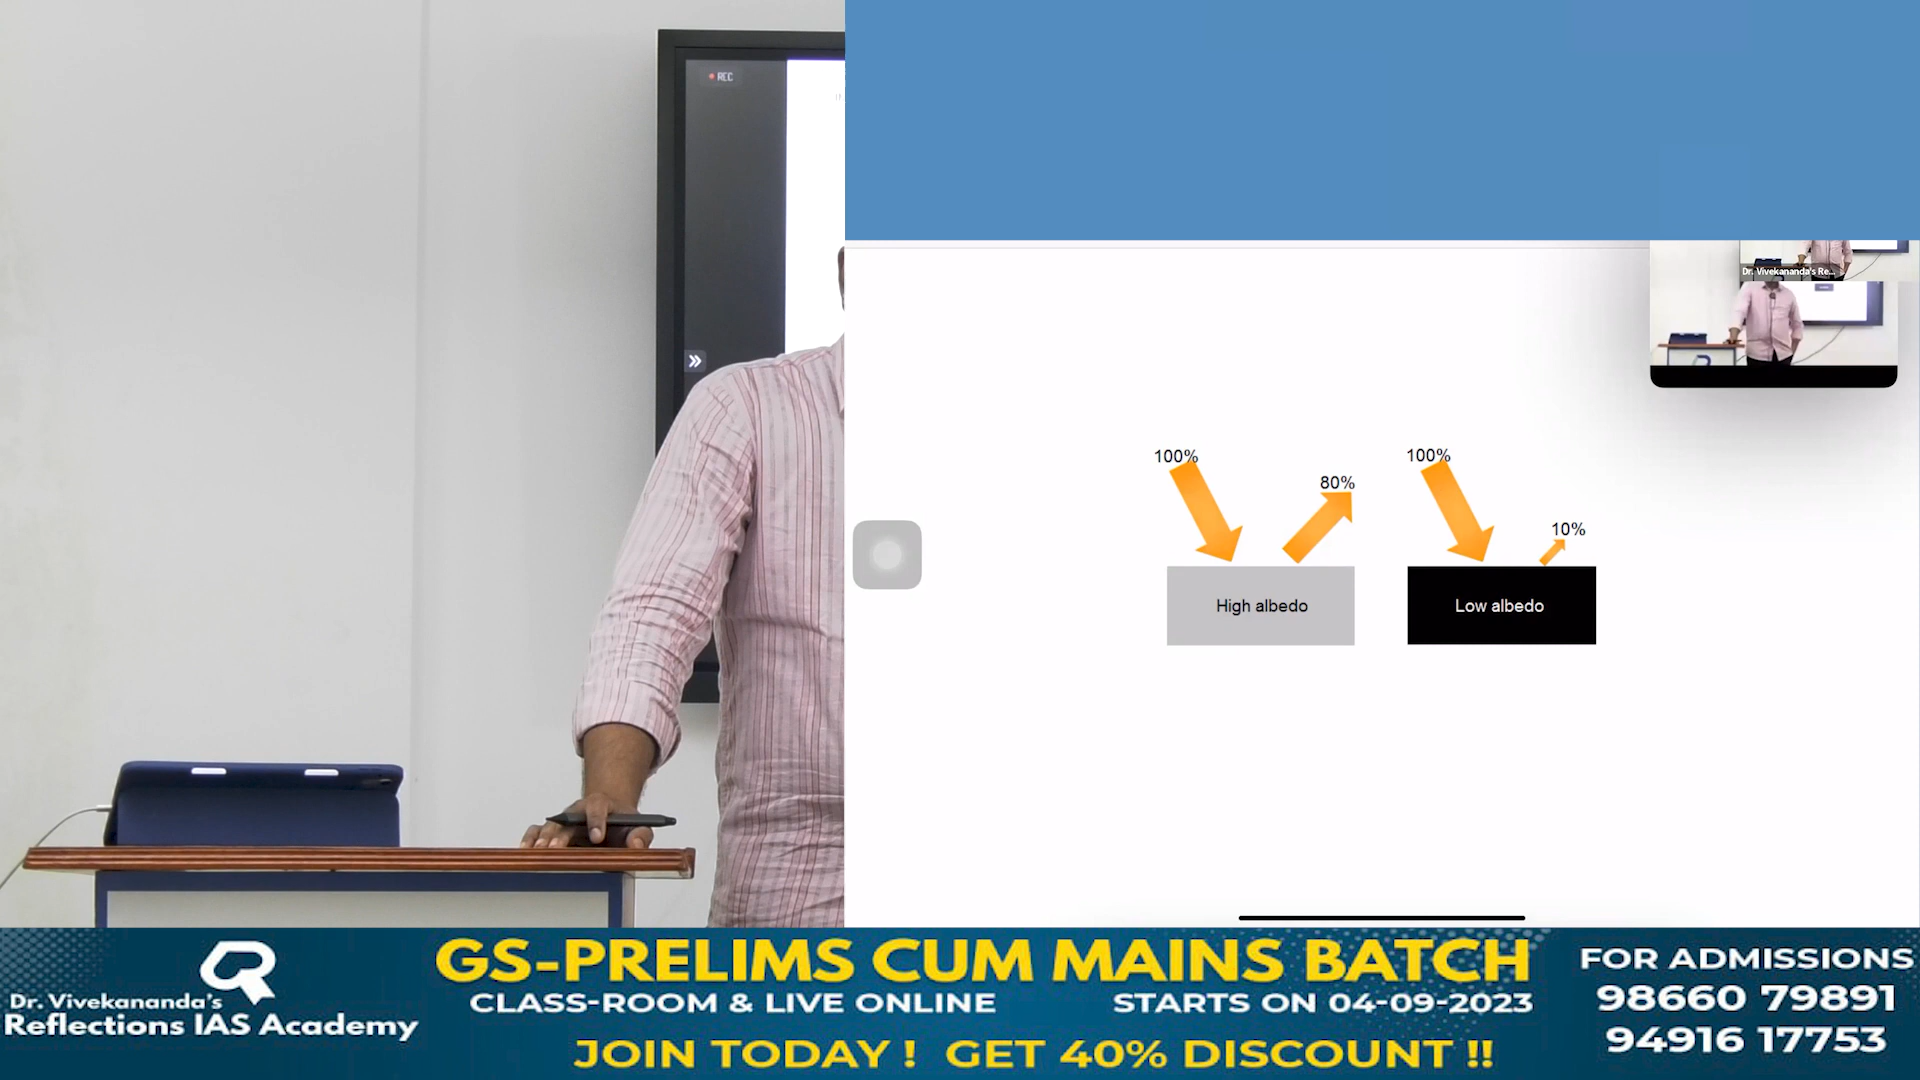 REC
Dr. Vivekananda's Re...
100%
80%
100%
10%
High albedo
Low albedo
Dr. Vivekananda's
Reflections IAS Academy
GS-PRELIMS CUM MAINS BATCH
CLASS-ROOM & LIVE ONLINE
STARTS ON 04-09-2023
JOIN TODAY ! GET 40% DISCOUNT !!
FOR ADMISSIONS
98660 79891
94916 17753